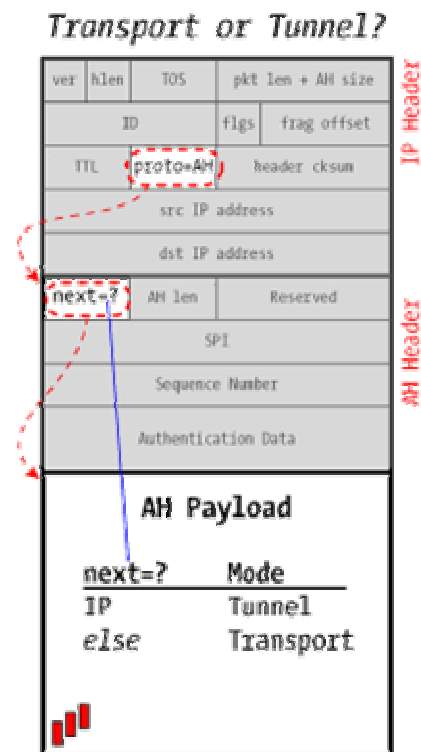 Transport or Tunnel?
ver hlen TOS pkt len + AH size
ID flgs frag offset
TTL proto=AH header cksum
src IP address
dst IP address
IP Header
next=? AH len Reserved
SPI
Sequence Number
Authentication Data
AH Header
AH Payload
next=? Mode
IP Tunnel
else Transport